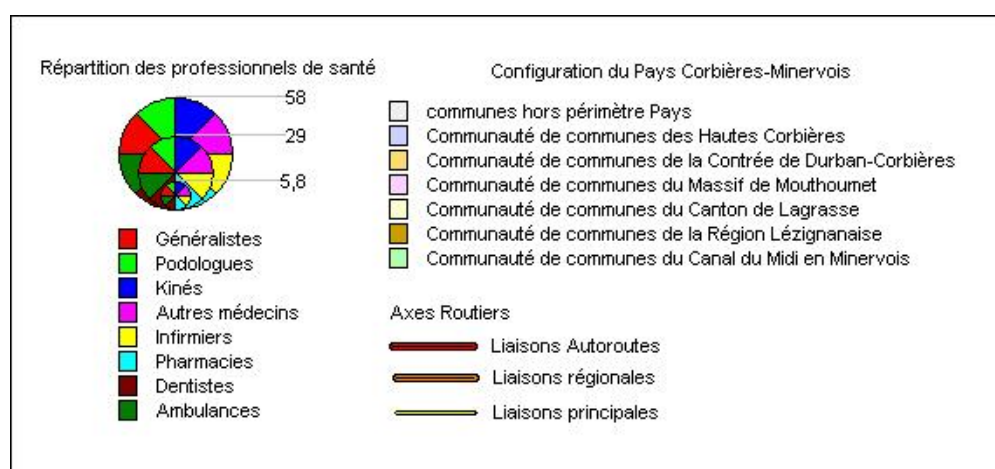 Répartition des professionnels de santé
58
29
5,8
Généralistes
Podologues
Kinés
Autres médecins
Infirmiers
Pharmacies
Dentistes
Ambulances
Configuration du Pays Corbières-Minervois
communes hors périmètre Pays
Communauté de communes des Hautes Corbières
Communauté de communes de la Contrée de Durban-Corbières
Communauté de communes du Massif de Mouthoumet
Communauté de communes du Canton de Lagrasse
Communauté de communes de la Région Lézignanaise
Communauté de communes du Canal du Midi en Minervois
Axes Routiers
Liaisons Autoroutes
Liaisons régionales
Liaisons principales